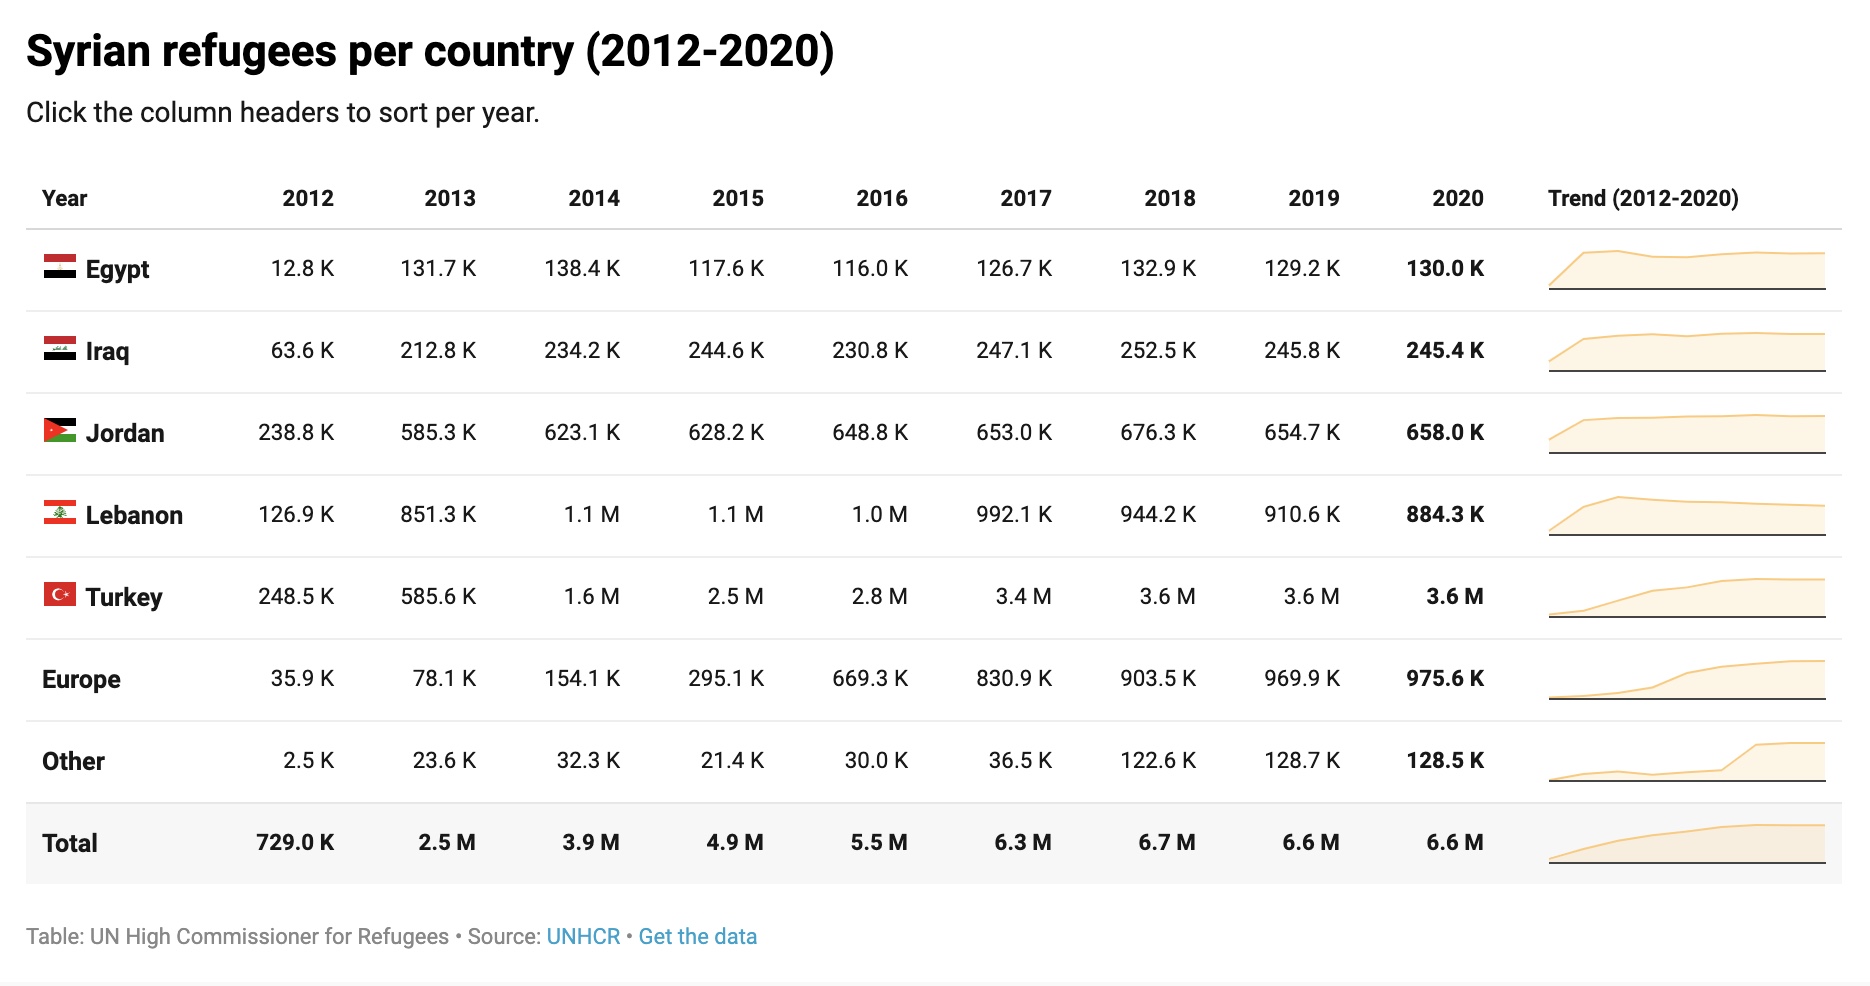 Syrian refugees per country (2012-2020)
Click the column headers to sort per year.
Year 2012 2013 2014 2015 2016 2017 2018 2019 2020 Trend (2012-2020)
Egypt 12.8 K 131.7 K 138.4 K 117.6 K 116.0 K 126.7 K 132.9 K 129.2 K 130.0 K
Iraq 63.6 K 212.8 K 234.2 K 244.6 K 230.8 K 247.1 K 252.5 K 245.8 K 245.4 K
Jordan 238.8 K 585.3 K 623.1 K 628.2 K 648.8 K 653.0 K 676.3 K 654.7 K 658.0 K
Lebanon 126.9 K 851.3 K 1.1 M 1.1 M 1.0 M 992.1 K 944.2 K 910.6 K 884.3 K
Turkey 248.5 K 585.6 K 1.6 M 2.5 M 2.8 M 3.4 M 3.6 M 3.6 M 3.6 M
Europe 35.9 K 78.1 K 154.1 K 295.1 K 669.3 K 830.9 K 903.5 K 969.9 K 975.6 K
Other 2.5 K 23.6 K 32.3 K 21.4 K 30.0 K 36.5 K 122.6 K 128.7 K 128.5 K
Total 729.0 K 2.5 M 3.9 M 4.9 M 5.5 M 6.3 M 6.7 M 6.6 M 6.6 M
Table: UN High Commissioner for Refugees • Source: UNHCR • Get the data